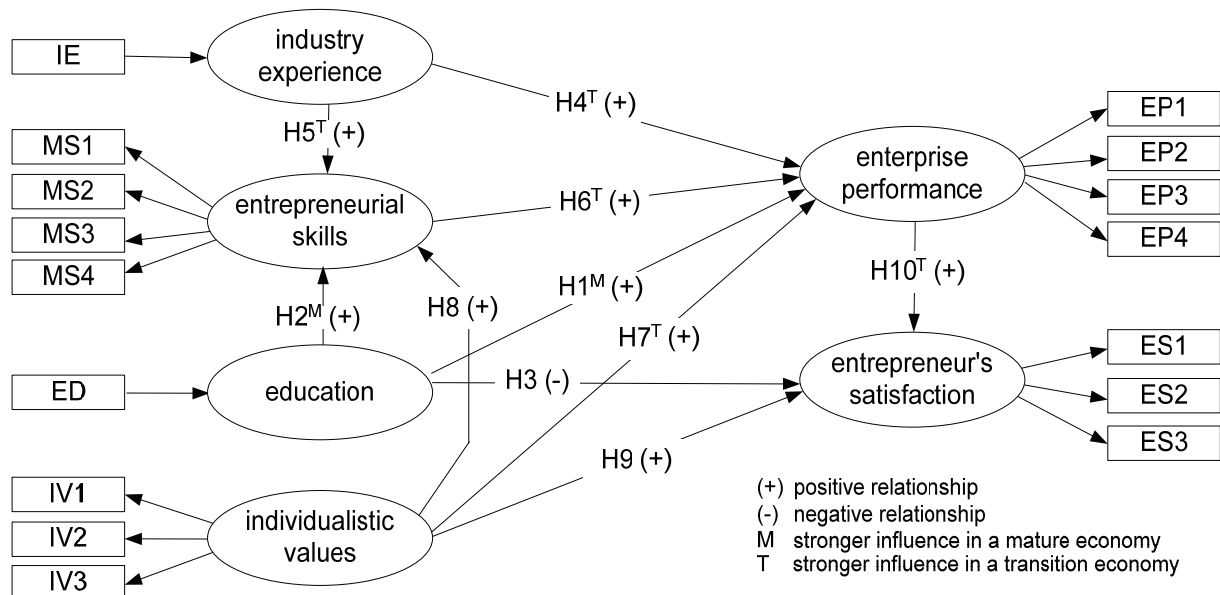 IE
industry
experience
H4ᵀ (+)
EP1
H5ᵀ (+)
MS1
EP2
enterprise
performance
MS2
EP3
entrepreneurial
skills
H6ᵀ (+)
MS3
EP4
MS4
H10ᵀ (+)
H2ᴹ (+)
H8 (+)
H1ᴹ (+)
H7ᵀ (+)
ES1
ED
education
H3 (-)
entrepreneur's
satisfaction
ES2
ES3
H9 (+)
IV1
individualistic
values
IV2
IV3
(+) positive relationship
(-) negative relationship
M stronger influence in a mature economy
T stronger influence in a transition economy